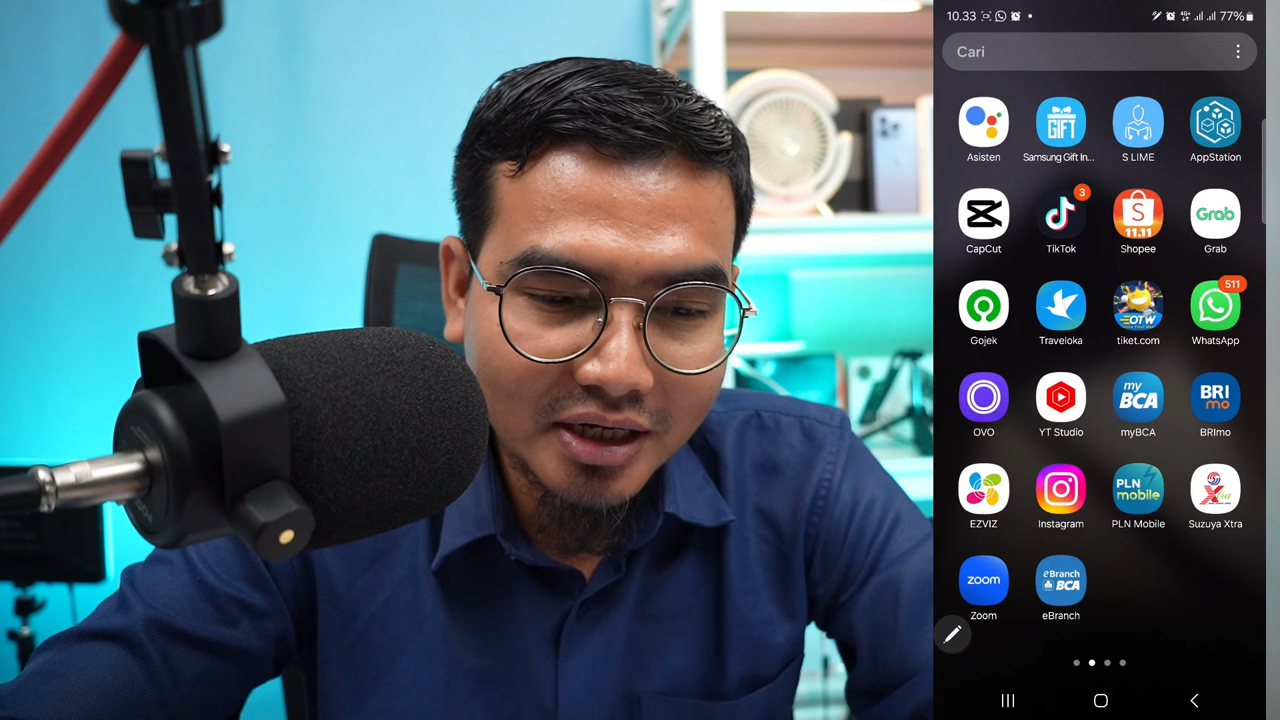 10.33 4G+ 77%
Cari
GIFT
Asisten Samsung Gift In... S LIME AppStation
3
S
11.11
Grab
CapCut TikTok Shopee Grab
511
OTW
Gojek Traveloka tiket.com WhatsApp
my
BCA
BRI
mo
OVO YT Studio myBCA BRImo
PLN
mobile
Xtra
EZVIZ Instagram PLN Mobile Suzuya Xtra
zoom
eBranch
BCA
Zoom eBranch